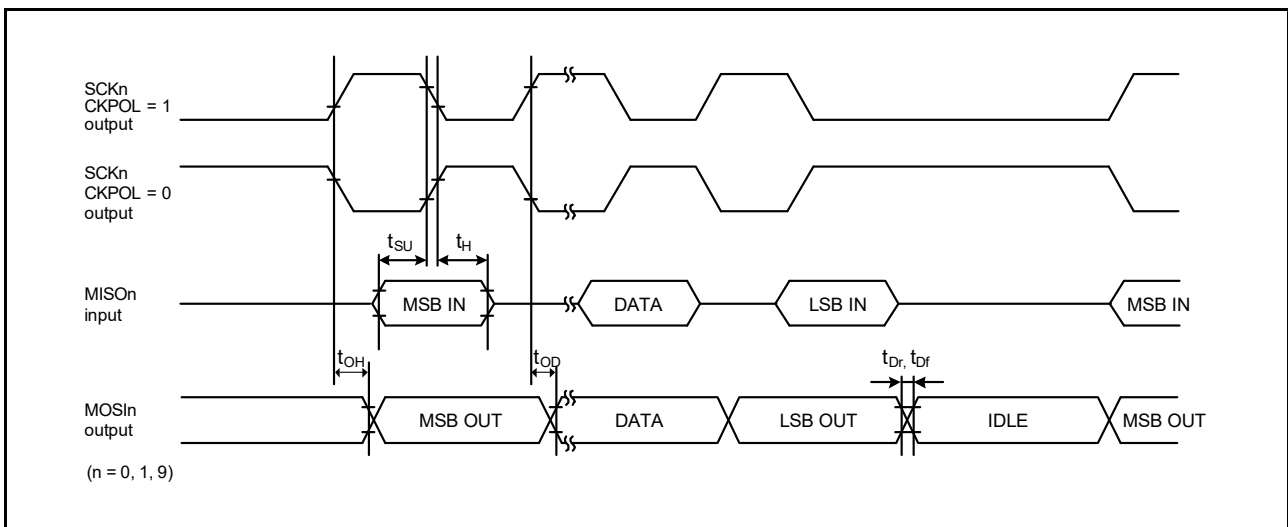 SCKn
CKPOL = 1
output
SCKn
CKPOL = 0
output
tSU
tH
MISOn
input
MSB IN
DATA
LSB IN
MSB IN
tOH
tOD
tDr, tDf
MOSIn
output
MSB OUT
DATA
LSB OUT
IDLE
MSB OUT
(n = 0, 1, 9)